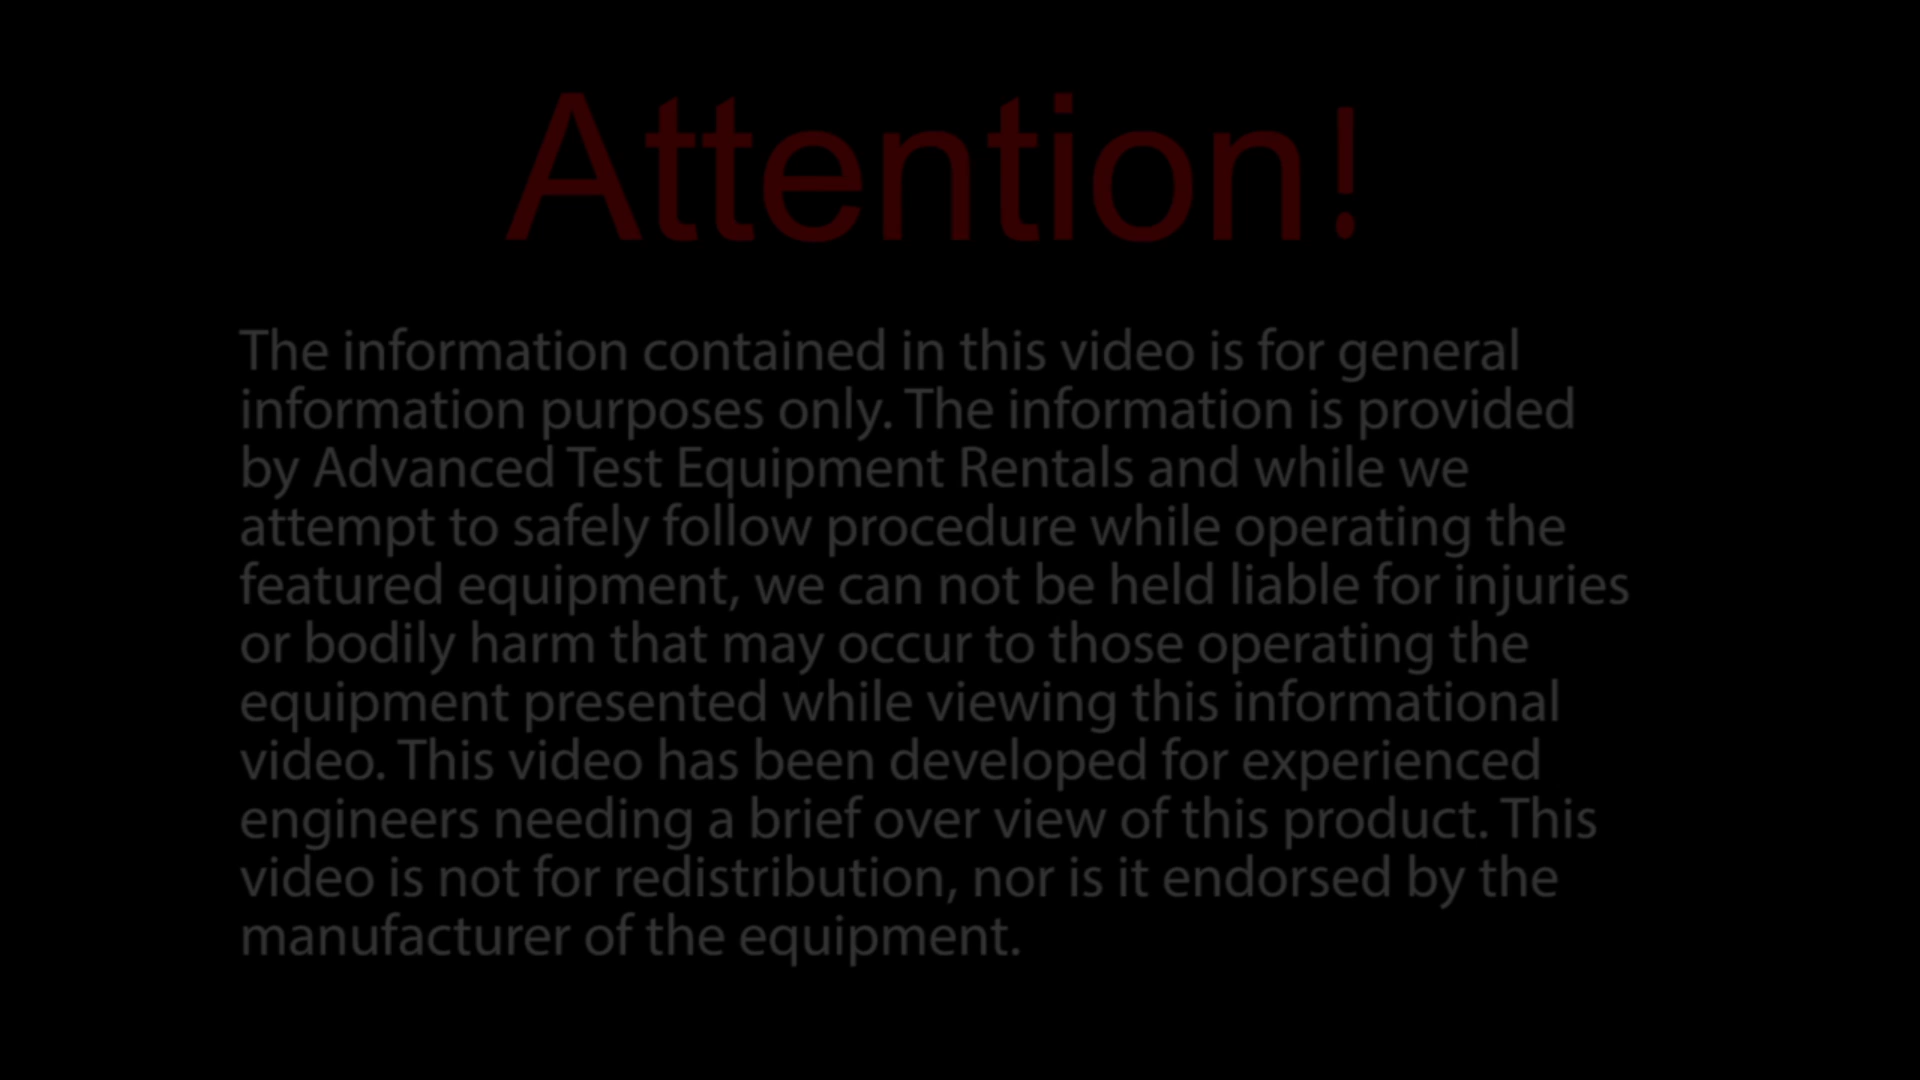 Attention!
The information contained in this video is for general
information purposes only. The information is provided
by Advanced Test Equipment Rentals and while we
attempt to safely follow procedure while operating the
featured equipment, we can not be held liable for injuries
or bodily harm that may occur to those operating the
equipment presented while viewing this informational
video. This video has been developed for experienced
engineers needing a brief over view of this product. This
video is not for redistribution, nor is it endorsed by the
manufacturer of the equipment.